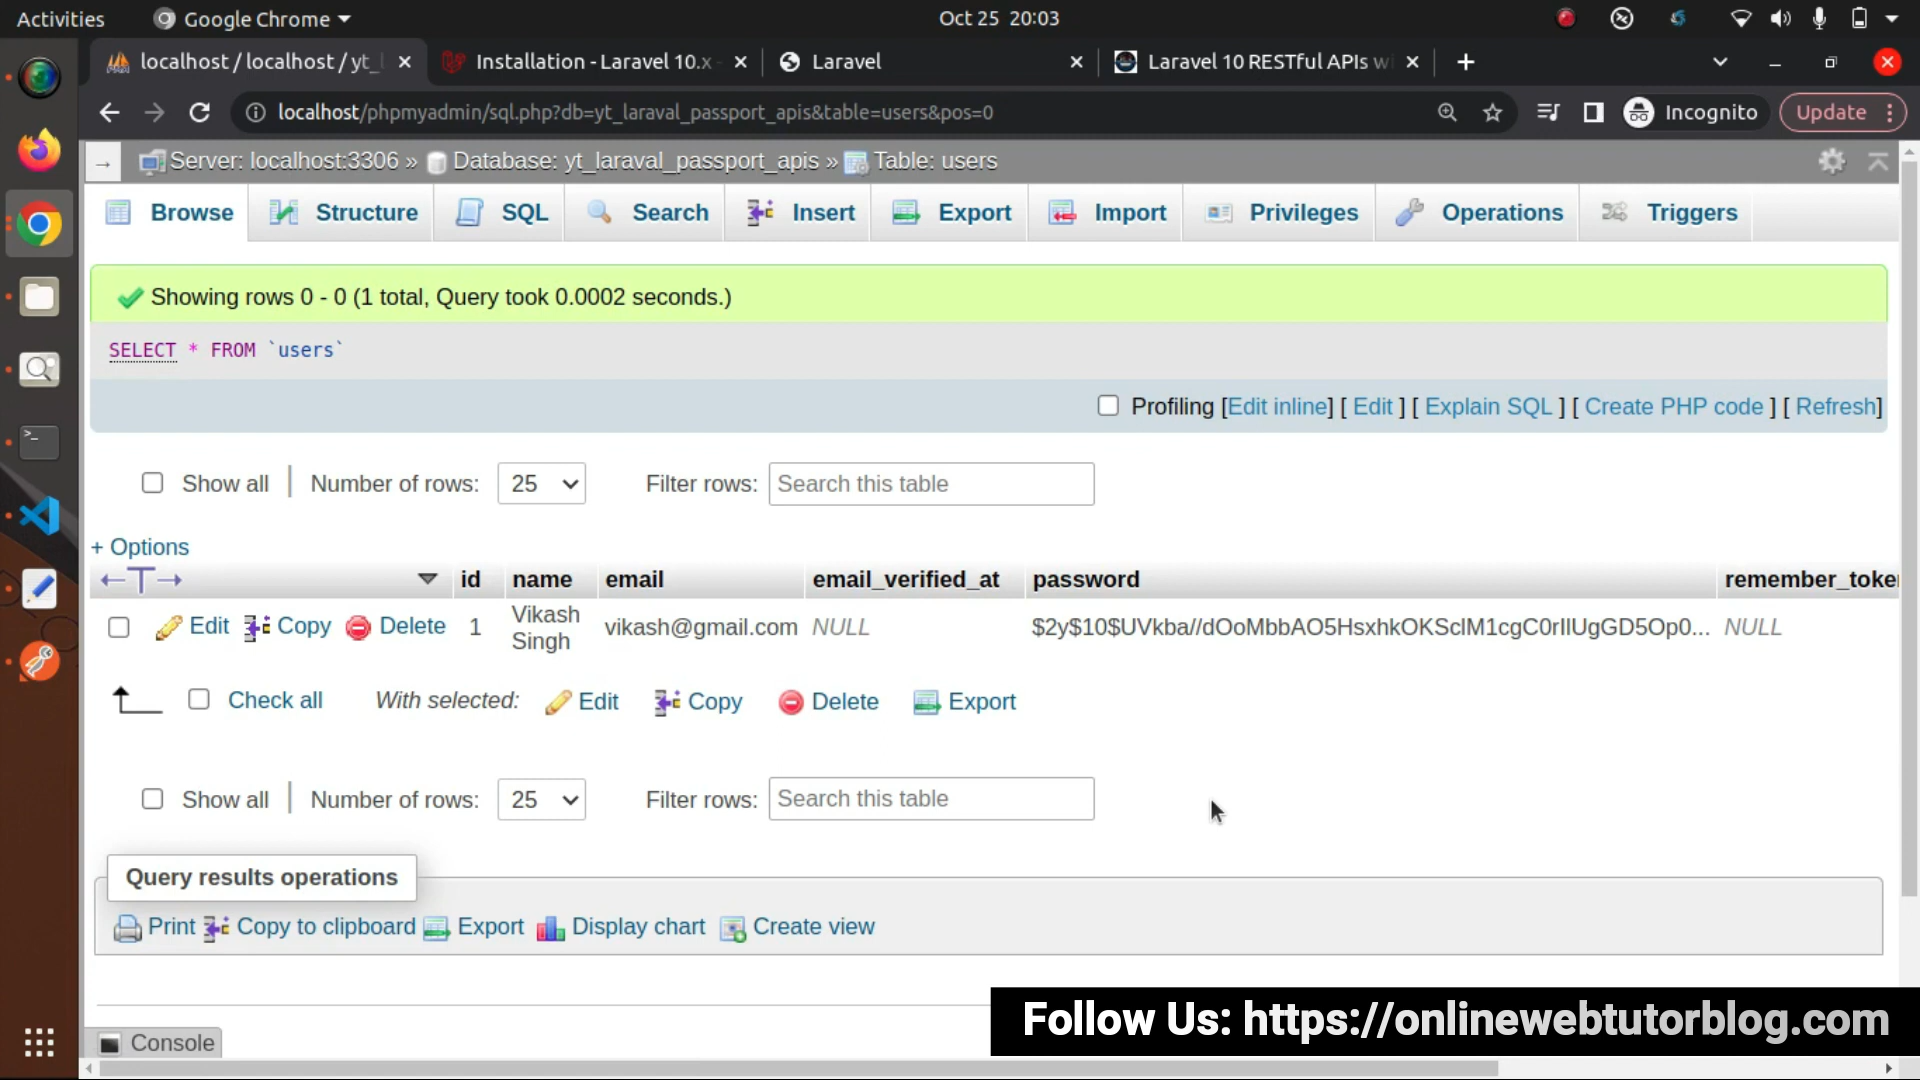 Activities
Google Chrome
Oct 25 20:03
localhost / localhost / yt_l
Installation - Laravel 10.x -
Laravel
Laravel 10 RESTful APIs wi
localhost/phpmyadmin/sql.php?db=yt_laraval_passport_apis&table=users&pos=0
Incognito
Update
Server: localhost:3306 » Database: yt_laraval_passport_apis » Table: users
Browse
Structure
SQL
Search
Insert
Export
Import
Privileges
Operations
Triggers
Showing rows 0 - 0 (1 total, Query took 0.0002 seconds.)
SELECT * FROM `users`
Profiling [Edit inline] [ Edit ] [ Explain SQL ] [ Create PHP code ] [ Refresh]
Show all
Number of rows:
25
Filter rows:
Search this table
+ Options
←T→
id
name
email
email_verified_at
password
remember_token
Edit
Copy
Delete
1
Vikash
Singh
vikash@gmail.com
NULL
$2y$10$UVkba//dOoMbbAO5HsxhkOKSclM1cgC0rIlUgGD5Op0...
NULL
Check all
With selected:
Edit
Copy
Delete
Export
Show all
Number of rows:
25
Filter rows:
Search this table
Query results operations
Print
Copy to clipboard
Export
Display chart
Create view
Follow Us: https://onlinewebtutorblog.com
Console